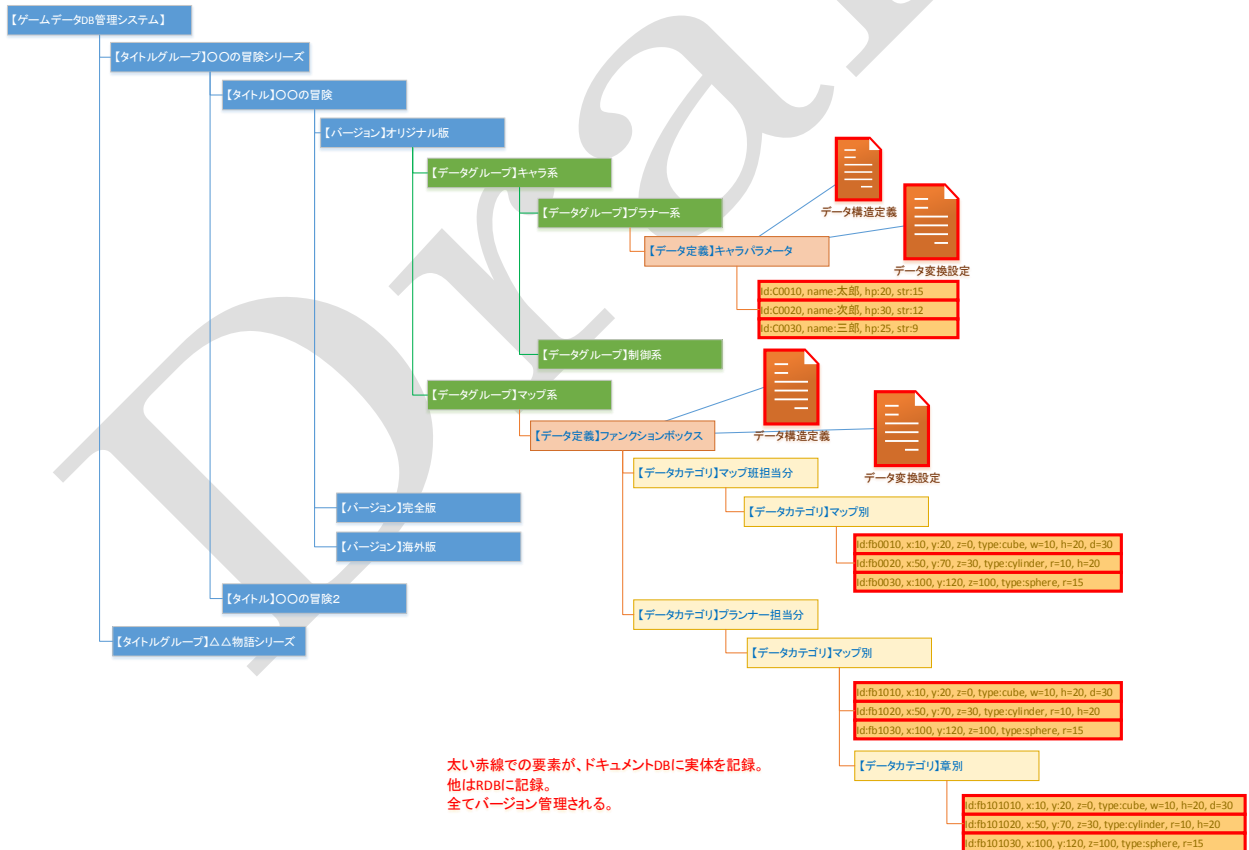 【ゲームデータDB管理システム】
【タイトルグループ】〇〇の冒険シリーズ
【タイトル】〇〇の冒険
【バージョン】オリジナル版
【データグループ】キャラ系
【データグループ】プラナー系
データ構造定義
【データ定義】キャラパラメータ
データ変換設定
Id:C0010, name:太郎, hp:20, str:15
Id:C0020, name:次郎, hp:30, str:12
Id:C0030, name:三郎, hp:25, str:9
【データグループ】制御系
【データグループ】マップ系
【データ定義】ファンクションボックス
データ構造定義
データ変換設定
【データカテゴリ】マップ班担当分
【データカテゴリ】マップ別
Id:fb0010, x:10, y:20, z=0, type:cube, w=10, h=20, d=30
Id:fb0020, x:50, y:70, z=30, type:cylinder, r=10, h=20
Id:fb0030, x:100, y:120, z=100, type:sphere, r=15
【バージョン】完全版
【バージョン】海外版
【タイトル】〇〇の冒険２
【データカテゴリ】プランナー担当分
【タイトルグループ】△△物語シリーズ
【データカテゴリ】マップ別
Id:fb1010, x:10, y:20, z=0, type:cube, w=10, h=20, d=30
Id:fb1020, x:50, y:70, z=30, type:cylinder, r=10, h=20
Id:fb1030, x:100, y:120, z=100, type:sphere, r=15
【データカテゴリ】章別
Id:fb101010, x:10, y:20, z=0, type:cube, w=10, h=20, d=30
Id:fb101020, x:50, y:70, z=30, type:cylinder, r=10, h=20
Id:fb101030, x:100, y:120, z=100, type:sphere, r=15
太い赤線での要素が、ドキュメントDBに実体を記録。
他はRDBに記録。
全てバージョン管理される。